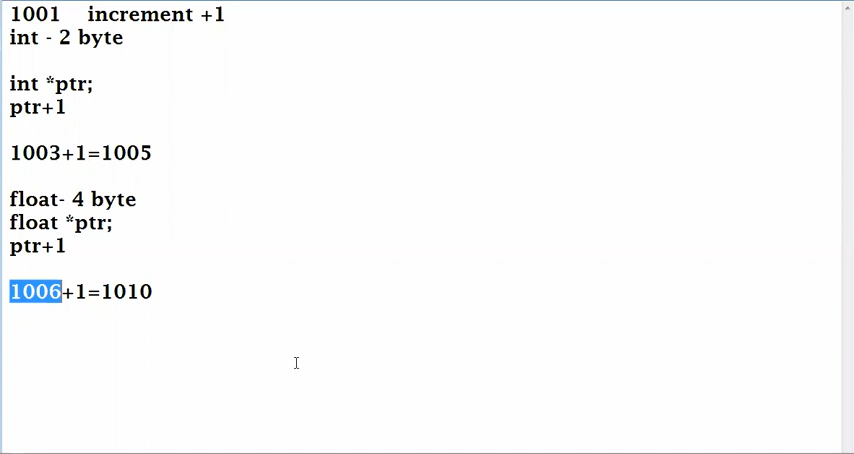 1001    increment +1
int - 2 byte
int *ptr;
ptr+1
1003+1=1005
float- 4 byte
float *ptr;
ptr+1
1006+1=1010